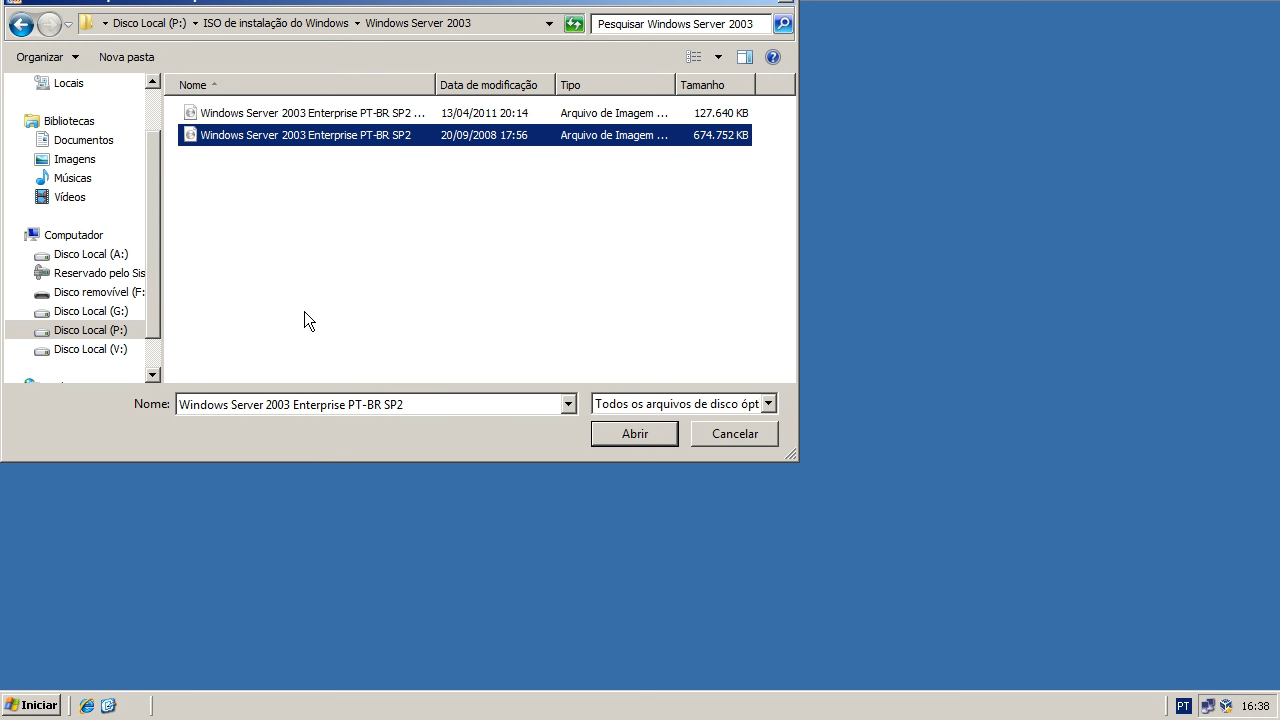 Disco Local (P:) ISO de instalação do Windows Windows Server 2003
Pesquisar Windows Server 2003
Organizar Nova pasta
Locais
Bibliotecas
Documentos
Imagens
Músicas
Vídeos
Computador
Disco Local (A:)
Reservado pelo Sis
Disco removível (F:
Disco Local (G:)
Disco Local (P:)
Disco Local (V:)
Nome Data de modificação Tipo Tamanho
Windows Server 2003 Enterprise PT-BR SP2 ... 13/04/2011 20:14 Arquivo de Imagem ... 127.640 KB
Windows Server 2003 Enterprise PT-BR SP2 20/09/2008 17:56 Arquivo de Imagem ... 674.752 KB
Nome: Windows Server 2003 Enterprise PT-BR SP2 Todos os arquivos de disco ópt
Abrir Cancelar
Iniciar PT 16:38